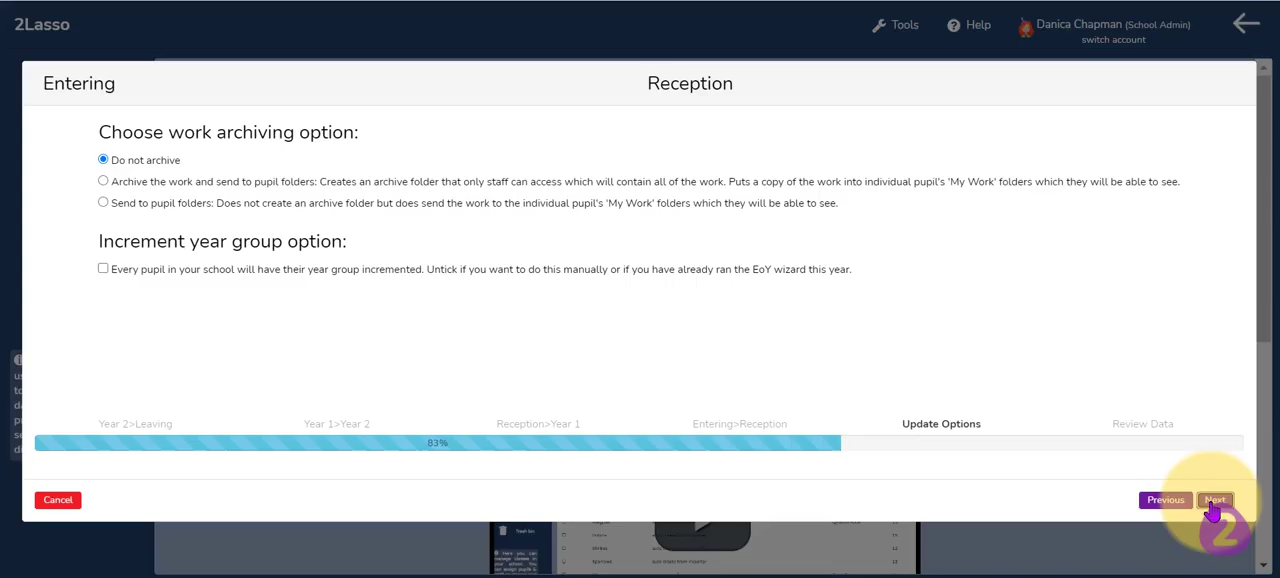 2Lasso
Tools
Help
Danica Chapman (School Admin)
switch account
Entering
Reception
Choose work archiving option:
Do not archive
Archive the work and send to pupil folders: Creates an archive folder that only staff can access which will contain all of the work. Puts a copy of the work into individual pupil's 'My Work' folders which they will be able to see.
Send to pupil folders: Does not create an archive folder but does send the work to the individual pupil's 'My Work' folders which they will be able to see.
Increment year group option:
Every pupil in your school will have their year group incremented. Untick if you want to do this manually or if you have already ran the EoY wizard this year.
Year 2>Leaving
Year 1>Year 2
Reception>Year 1
Entering>Reception
Update Options
Review Data
83%
Cancel
Previous
Next
2
Trash bin